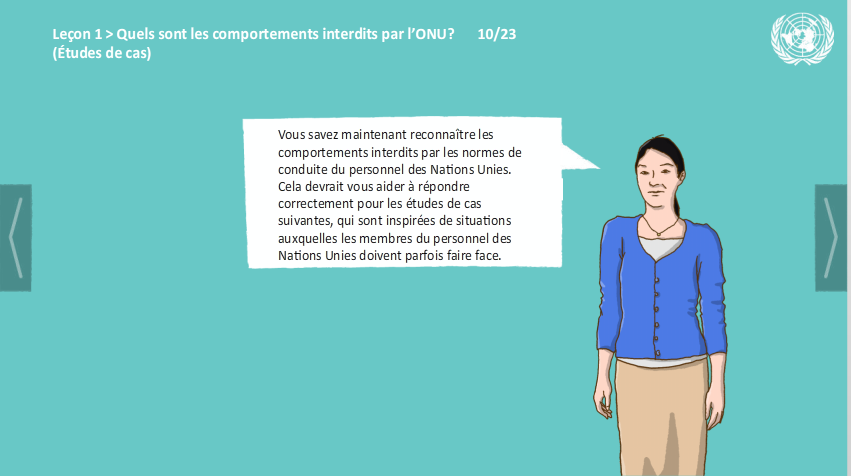 Leçon 1 > Quels sont les comportements interdits par l’ONU? 10/23
(Études de cas)
Vous savez maintenant reconnaître les
comportements interdits par les normes de
conduite du personnel des Nations Unies.
Cela devrait vous aider à répondre
correctement pour les études de cas
suivantes, qui sont inspirées de situations
auxquelles les membres du personnel des
Nations Unies doivent parfois faire face.